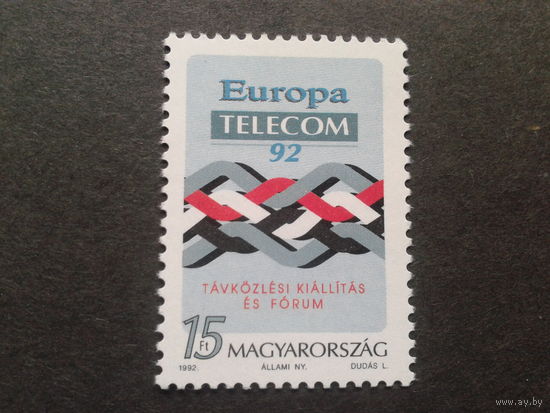 Europa
TELECOM
92
TÁVKÖZLÉSI KIÁLLÍTÁS
ÉS FÓRUM
15 Ft MAGYARORSZÁG
1992. ÁLLAMI NY. DUDÁS L.
www.ay.by